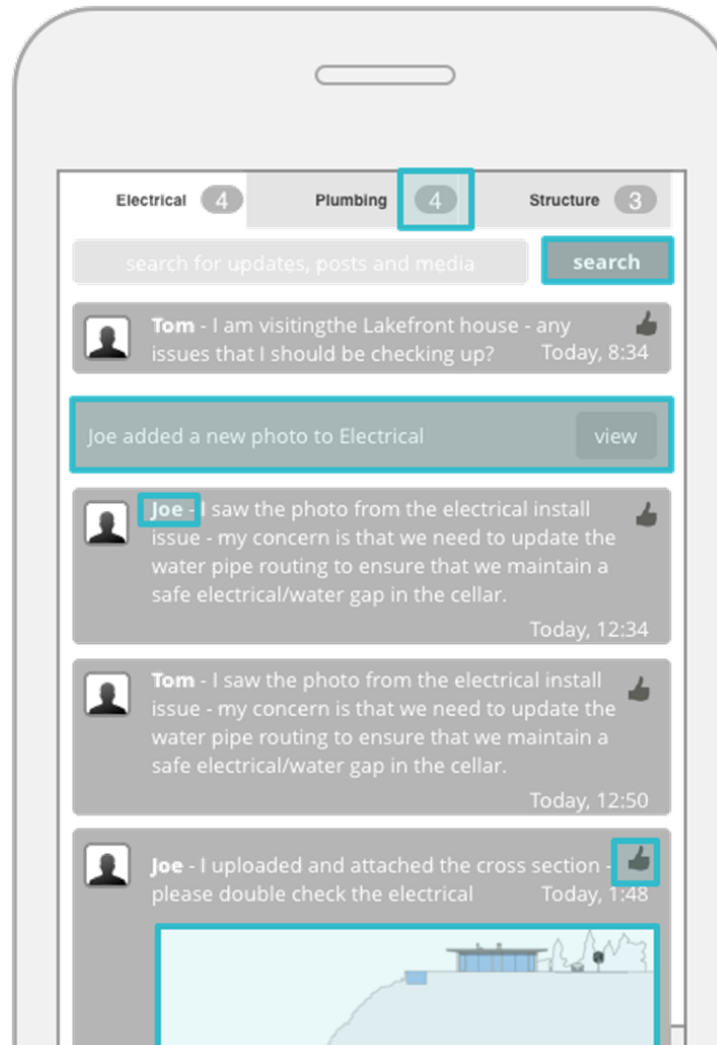 Electrical 4 Plumbing 4 Structure 3
search for updates, posts and media search
Tom - I am visitingthe Lakefront house - any
issues that I should be checking up? Today, 8:34
Joe added a new photo to Electrical view
Joe - I saw the photo from the electrical install
issue - my concern is that we need to update the
water pipe routing to ensure that we maintain a
safe electrical/water gap in the cellar.
Today, 12:34
Tom - I saw the photo from the electrical install
issue - my concern is that we need to update the
water pipe routing to ensure that we maintain a
safe electrical/water gap in the cellar.
Today, 12:50
Joe - I uploaded and attached the cross section -
please double check the electrical Today, 1:48